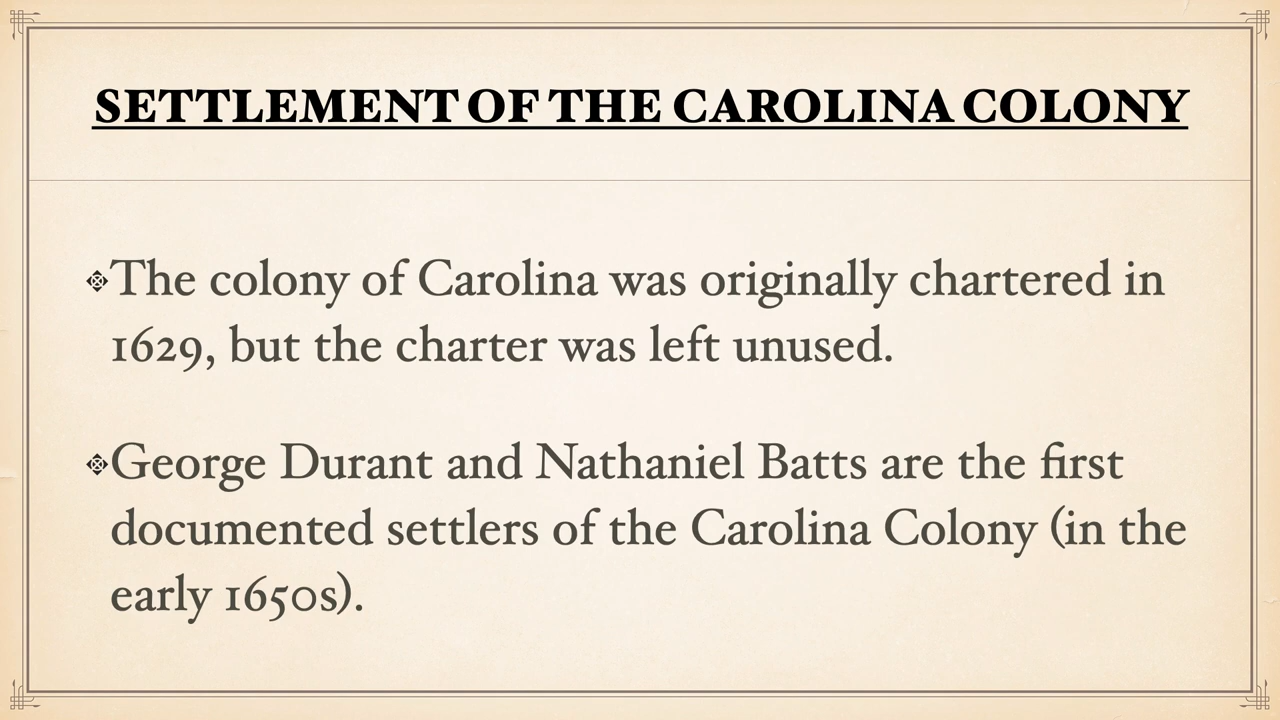 SETTLEMENT OF THE CAROLINA COLONY
The colony of Carolina was originally chartered in
1629, but the charter was left unused.
George Durant and Nathaniel Batts are the first
documented settlers of the Carolina Colony (in the
early 1650s).